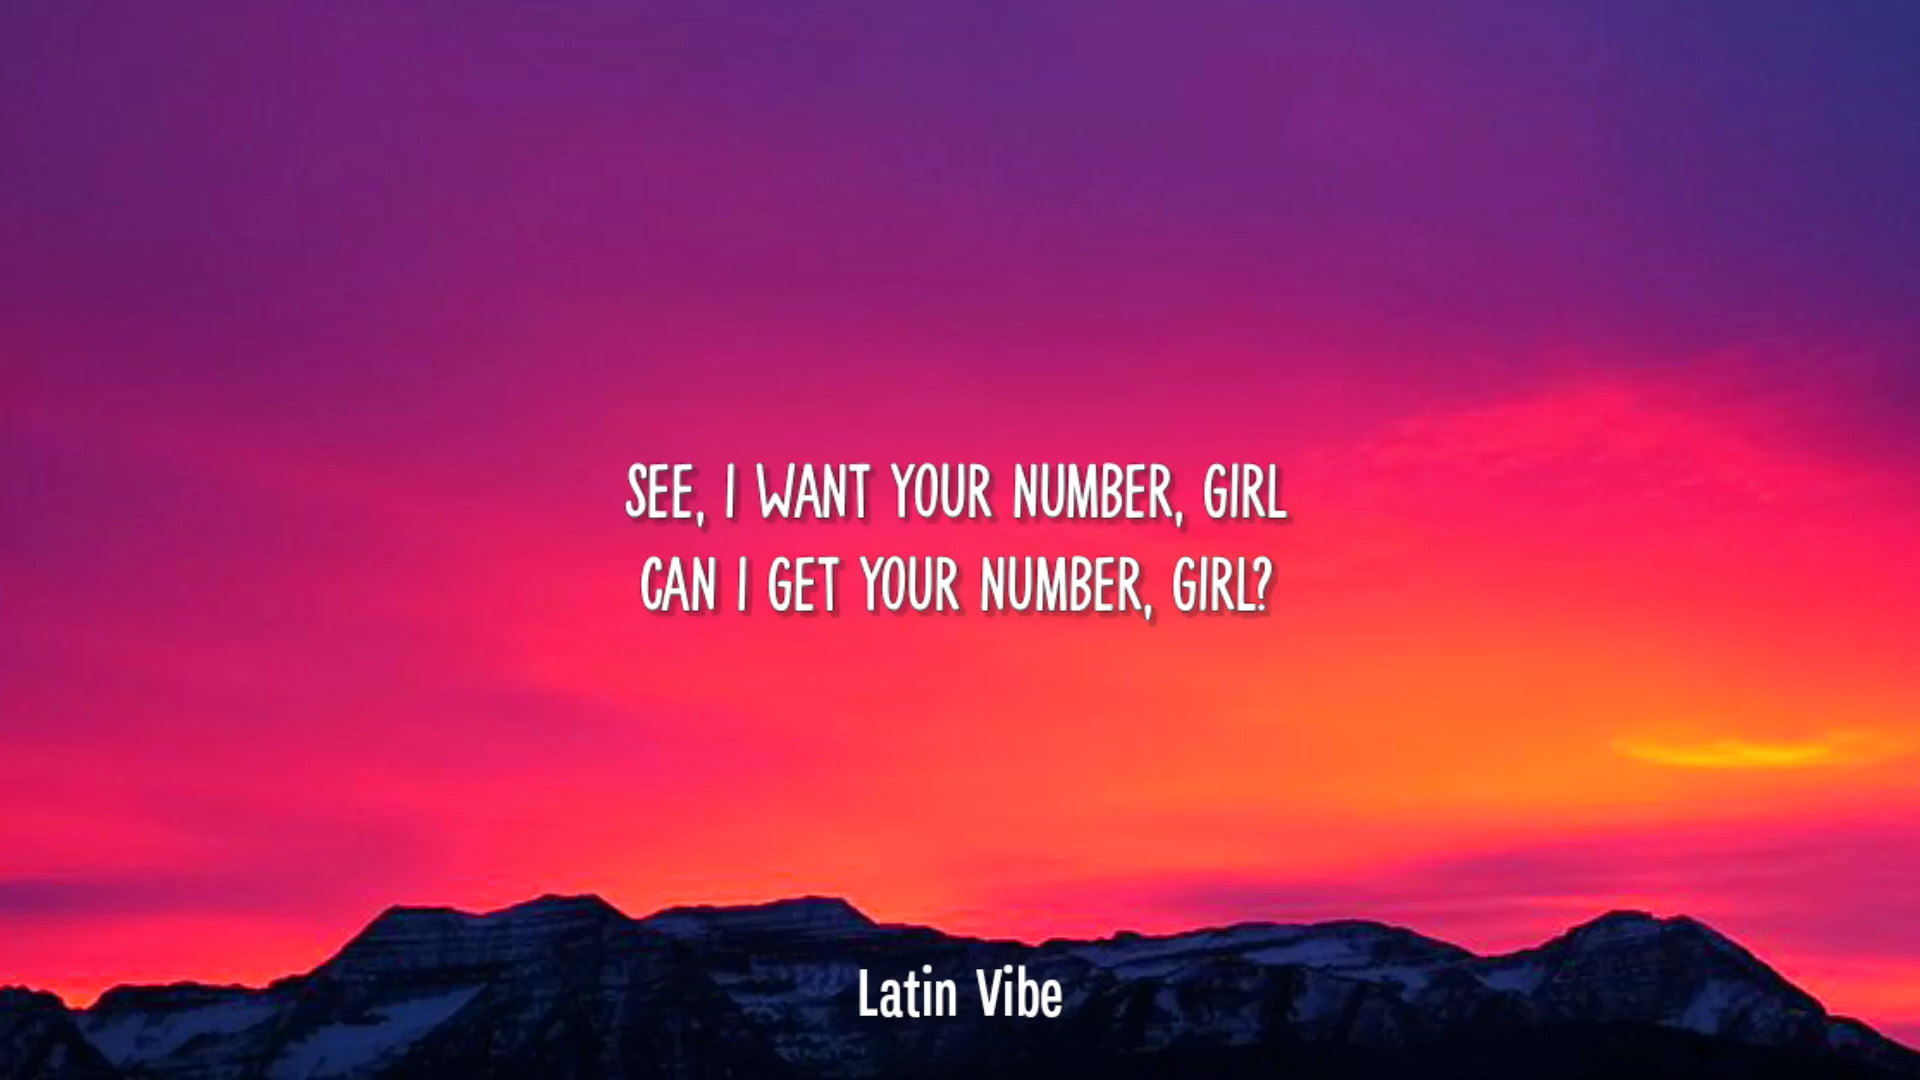 SEE, I WANT YOUR NUMBER, GIRL
CAN I GET YOUR NUMBER, GIRL?
Latin Vibe